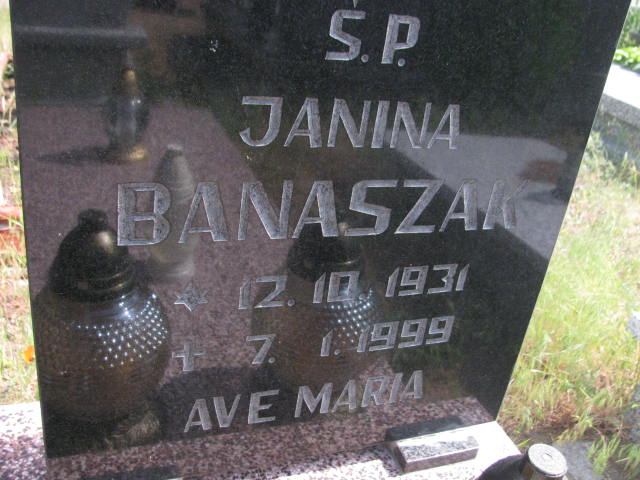 Ś.P.
JANINA
BANASZAK
* 12. 10. 1931
+ 7. 1. 1999
AVE MARIA